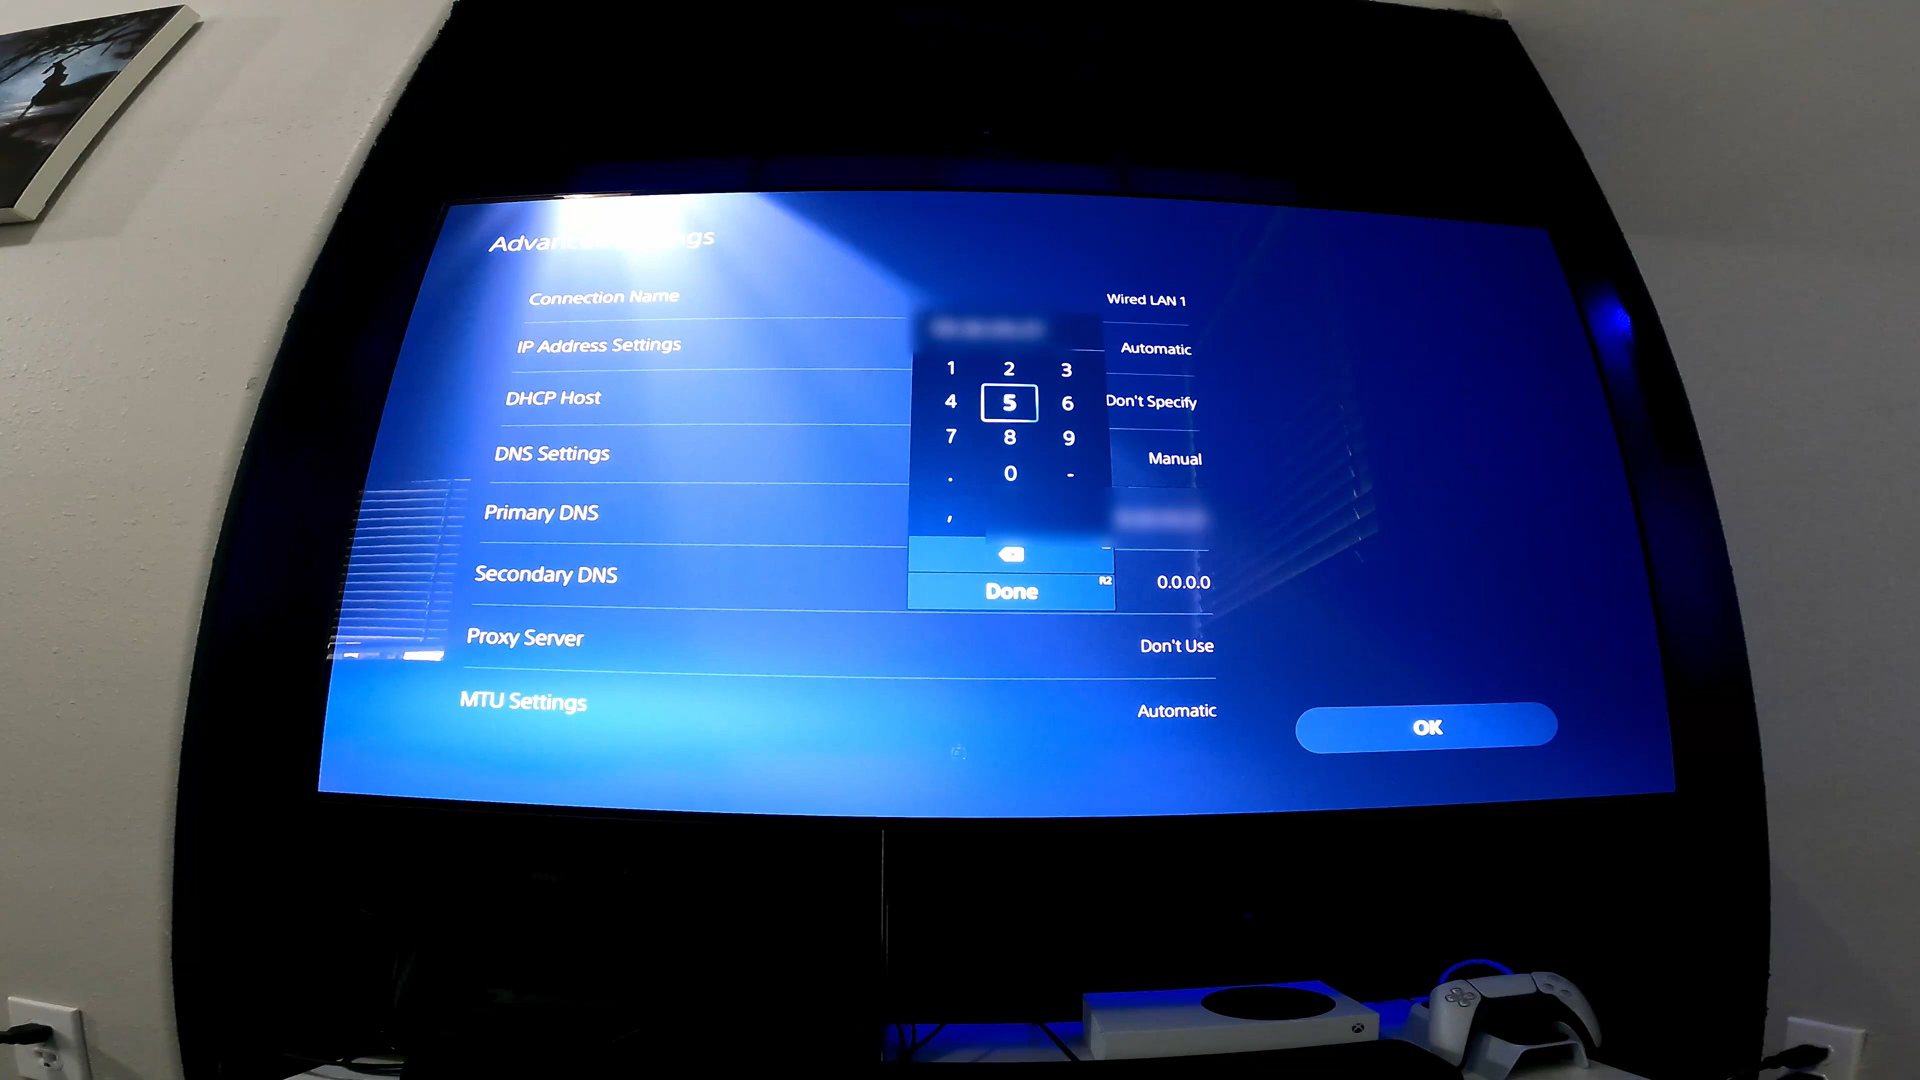 Advanced Settings
Connection Name Wired LAN 1
IP Address Settings Automatic
DHCP Host Don't Specify
DNS Settings Manual
Primary DNS
Secondary DNS 0.0.0.0
Proxy Server Don't Use
MTU Settings Automatic
1 2 3
4 5 6
7 8 9
. 0 -
,
Done R2
OK